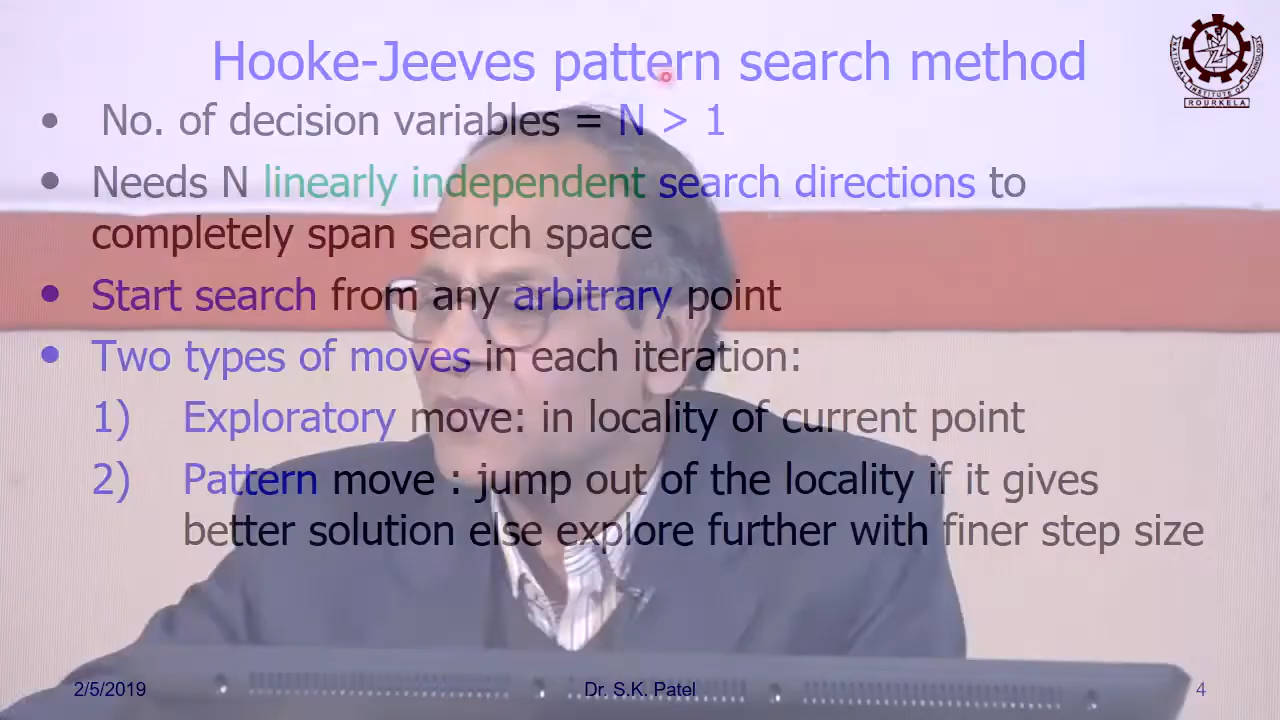 Hooke-Jeeves pattern search method
• No. of decision variables = N > 1
• Needs N linearly independent search directions to
completely span search space
• Start search from any arbitrary point
• Two types of moves in each iteration:
1) Exploratory move: in locality of current point
2) Pattern move : jump out of the locality if it gives
better solution else explore further with finer step size
2/5/2019
Dr. S.K. Patel
4
ROURKELA